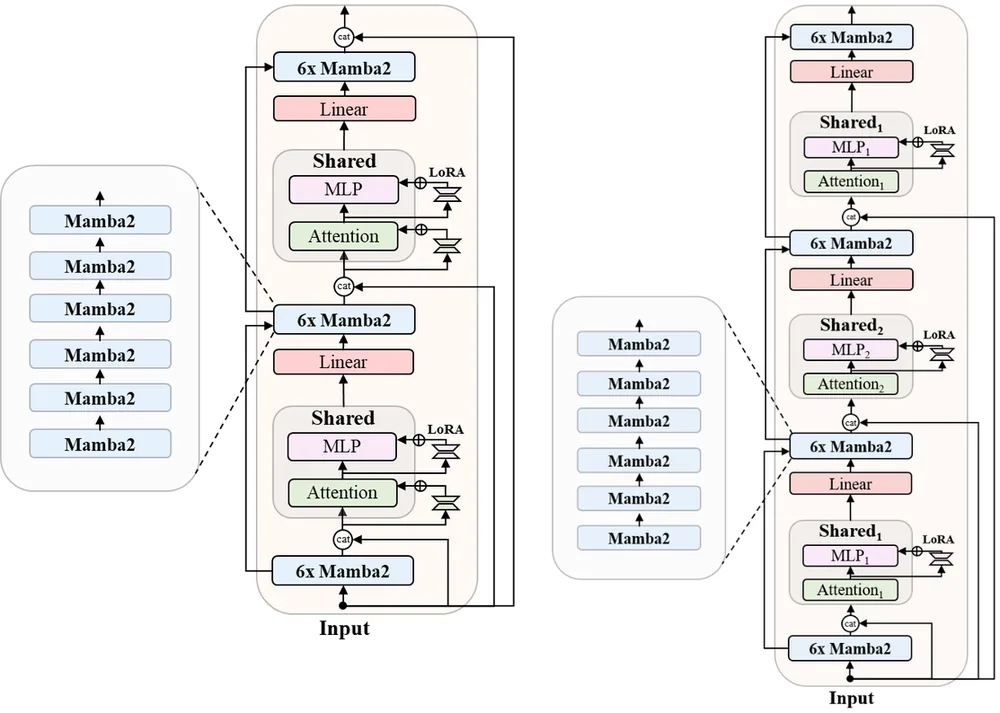 Mamba2
Mamba2
Mamba2
Mamba2
Mamba2
Mamba2
cat
6x Mamba2
Linear
Shared
LoRA
MLP
Attention
cat
6x Mamba2
Linear
Shared
LoRA
MLP
Attention
cat
6x Mamba2
Input
Mamba2
Mamba2
Mamba2
Mamba2
Mamba2
Mamba2
6x Mamba2
Linear
Shared₁
LoRA
MLP₁
Attention₁
cat
6x Mamba2
Linear
Shared₂
LoRA
MLP₂
Attention₂
cat
6x Mamba2
Linear
Shared₁
LoRA
MLP₁
Attention₁
cat
6x Mamba2
Input